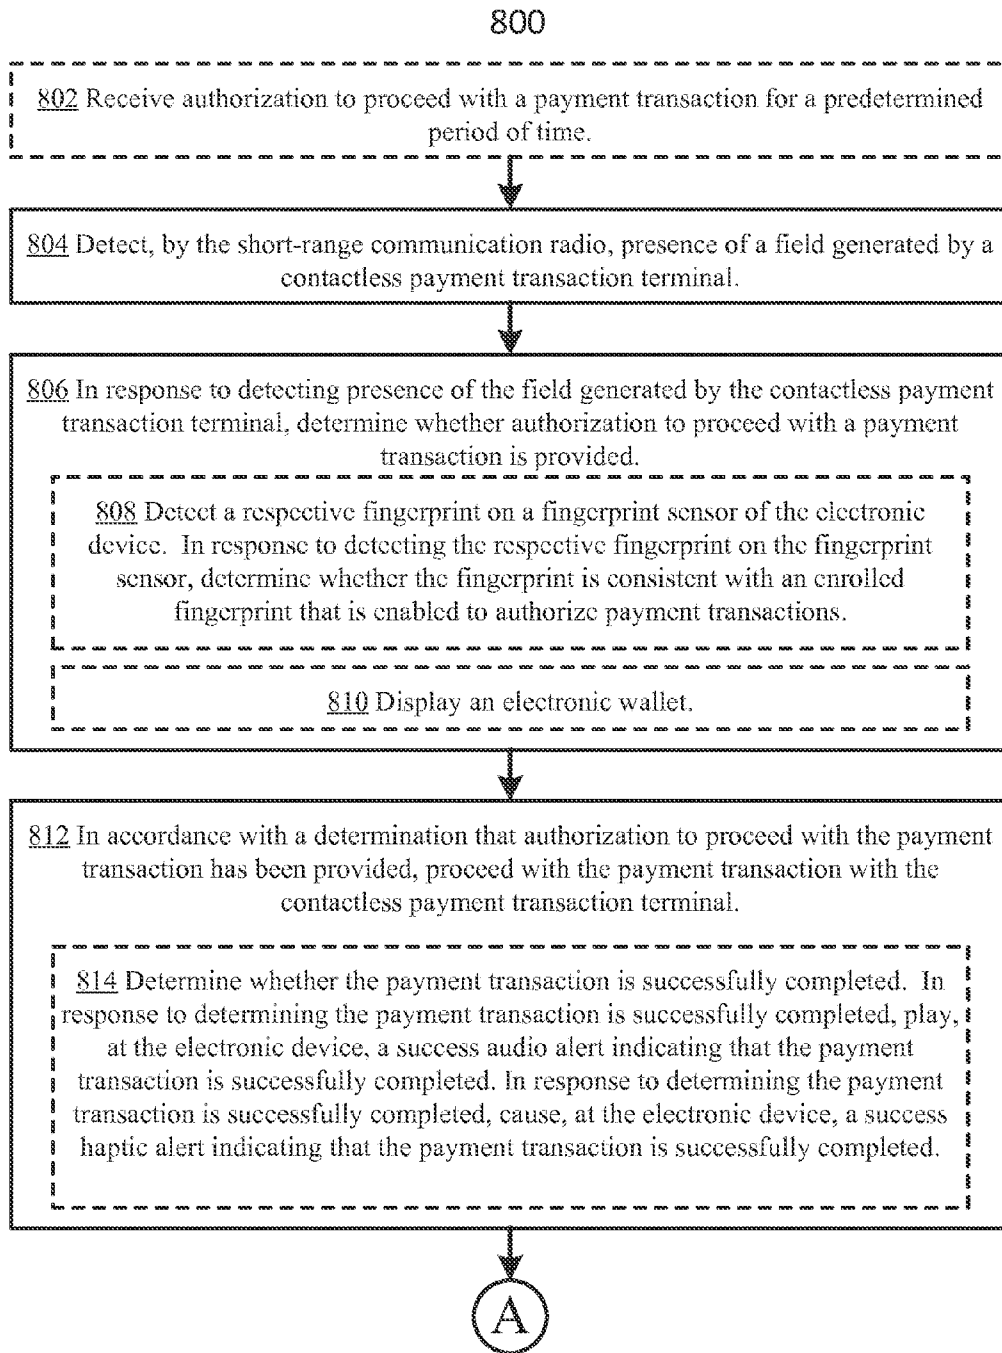 800
802 Receive authorization to proceed with a payment transaction for a predetermined
period of time.
804 Detect, by the short-range communication radio, presence of a field generated by a
contactless payment transaction terminal.
806 In response to detecting presence of the field generated by the contactless payment
transaction terminal, determine whether authorization to proceed with a payment
transaction is provided.
808 Detect a respective fingerprint on a fingerprint sensor of the electronic
device. In response to detecting the respective fingerprint on the fingerprint
sensor, determine whether the fingerprint is consistent with an enrolled
fingerprint that is enabled to authorize payment transactions.
810 Display an electronic wallet.
812 In accordance with a determination that authorization to proceed with the payment
transaction has been provided, proceed with the payment transaction with the
contactless payment transaction terminal.
814 Determine whether the payment transaction is successfully completed. In
response to determining the payment transaction is successfully completed, play,
at the electronic device, a success audio alert indicating that the payment
transaction is successfully completed. In response to determining the payment
transaction is successfully completed, cause, at the electronic device, a success
haptic alert indicating that the payment transaction is successfully completed.
A